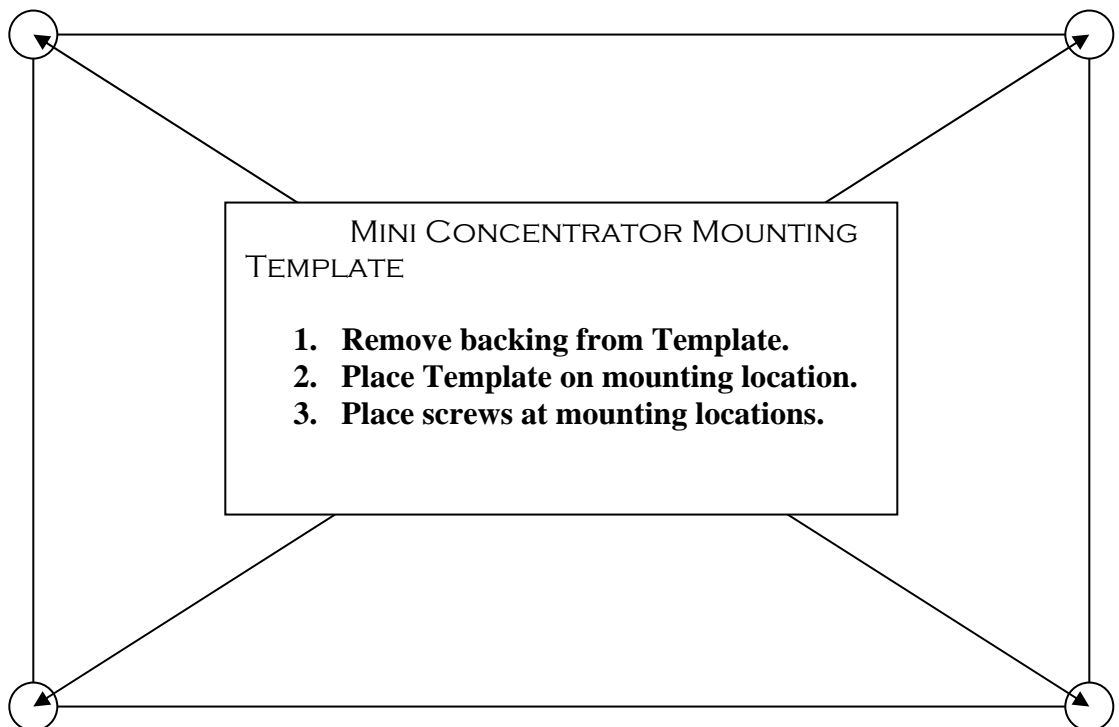 MINI CONCENTRATOR MOUNTING
TEMPLATE
1. Remove backing from Template.
2. Place Template on mounting location.
3. Place screws at mounting locations.